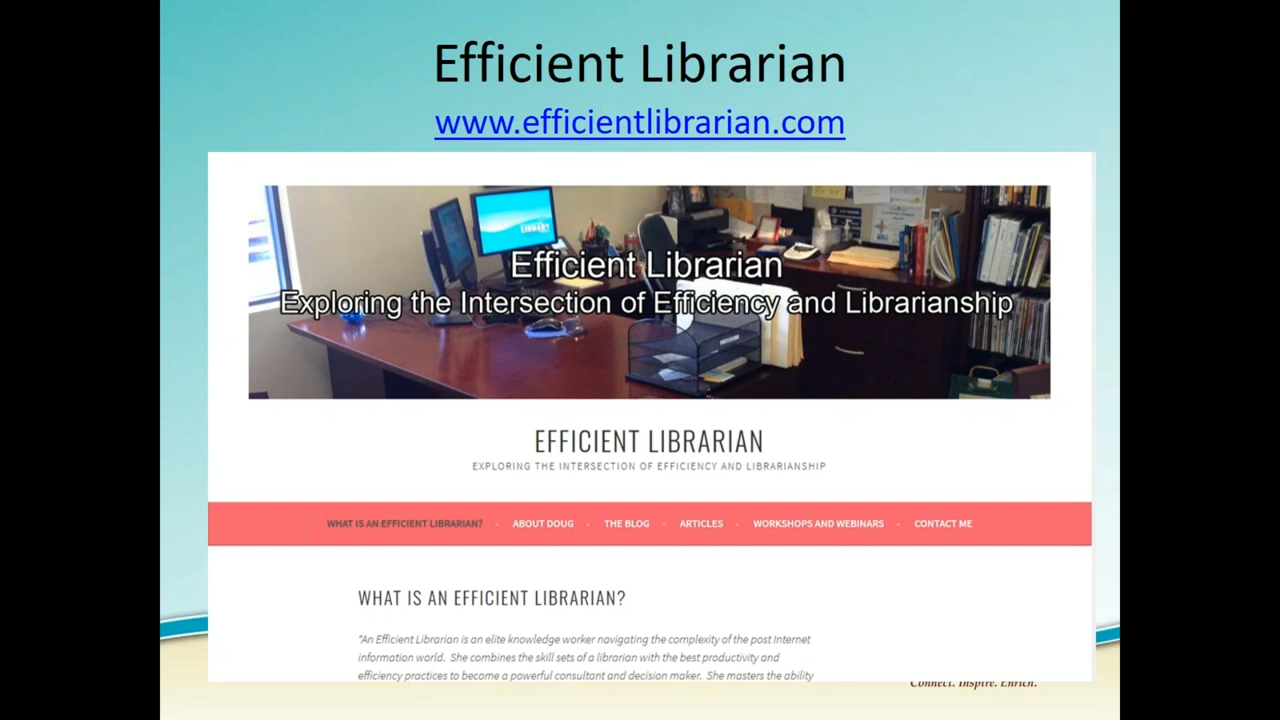 Efficient Librarian
www.efficientlibrarian.com
LIBRARY
Efficient Librarian
Exploring the Intersection of Efficiency and Librarianship
EFFICIENT LIBRARIAN
EXPLORING THE INTERSECTION OF EFFICIENCY AND LIBRARIANSHIP
WHAT IS AN EFFICIENT LIBRARIAN? - ABOUT DOUG - THE BLOG - ARTICLES - WORKSHOPS AND WEBINARS - CONTACT ME
WHAT IS AN EFFICIENT LIBRARIAN?
"An Efficient Librarian is an elite knowledge worker navigating the complexity of the post Internet
information world. She combines the skill sets of a librarian with the best productivity and
efficiency practices to become a powerful consultant and decision maker. She masters the ability
Connect. Inspire. Enrich.